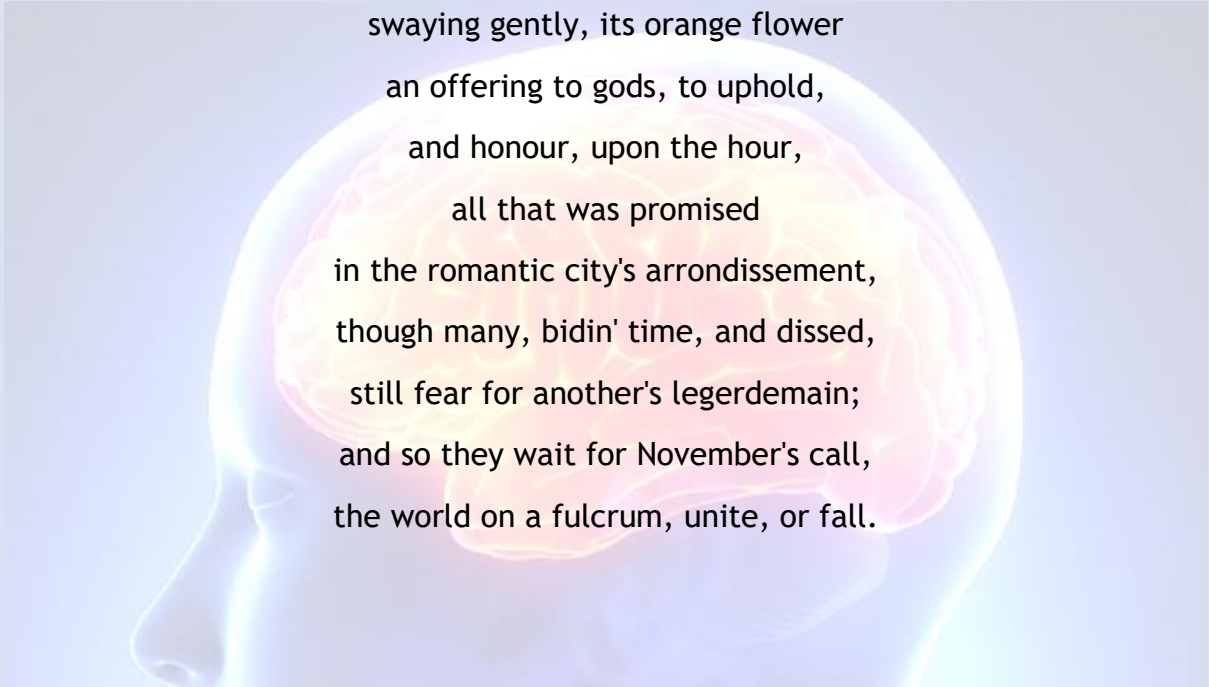 swaying gently, its orange flower
an offering to gods, to uphold,
and honour, upon the hour,
all that was promised
in the romantic city's arrondissement,
though many, bidin' time, and dissed,
still fear for another's legerdemain;
and so they wait for November's call,
the world on a fulcrum, unite, or fall.